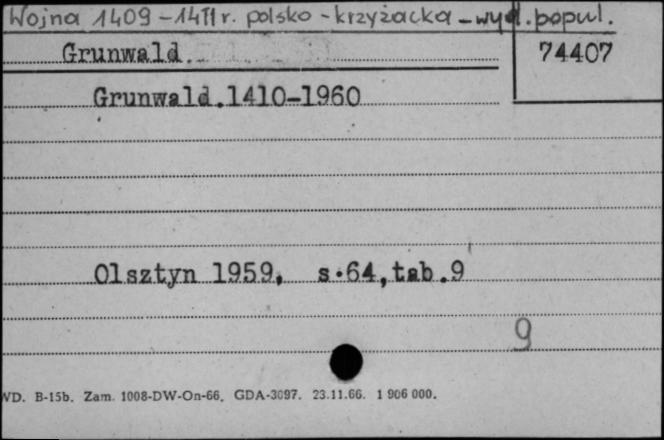 Wojna 1409-1411 r. polsko-krzyżacka-wyd. popul.
Grunwald
74407
Grunwald.1410-1960
Olsztyn 1959, s.64,tab.9
9
WD. B-15b. Zam. 1008-DW-On-66. GDA-3097. 23.11.66. 1 906 000.